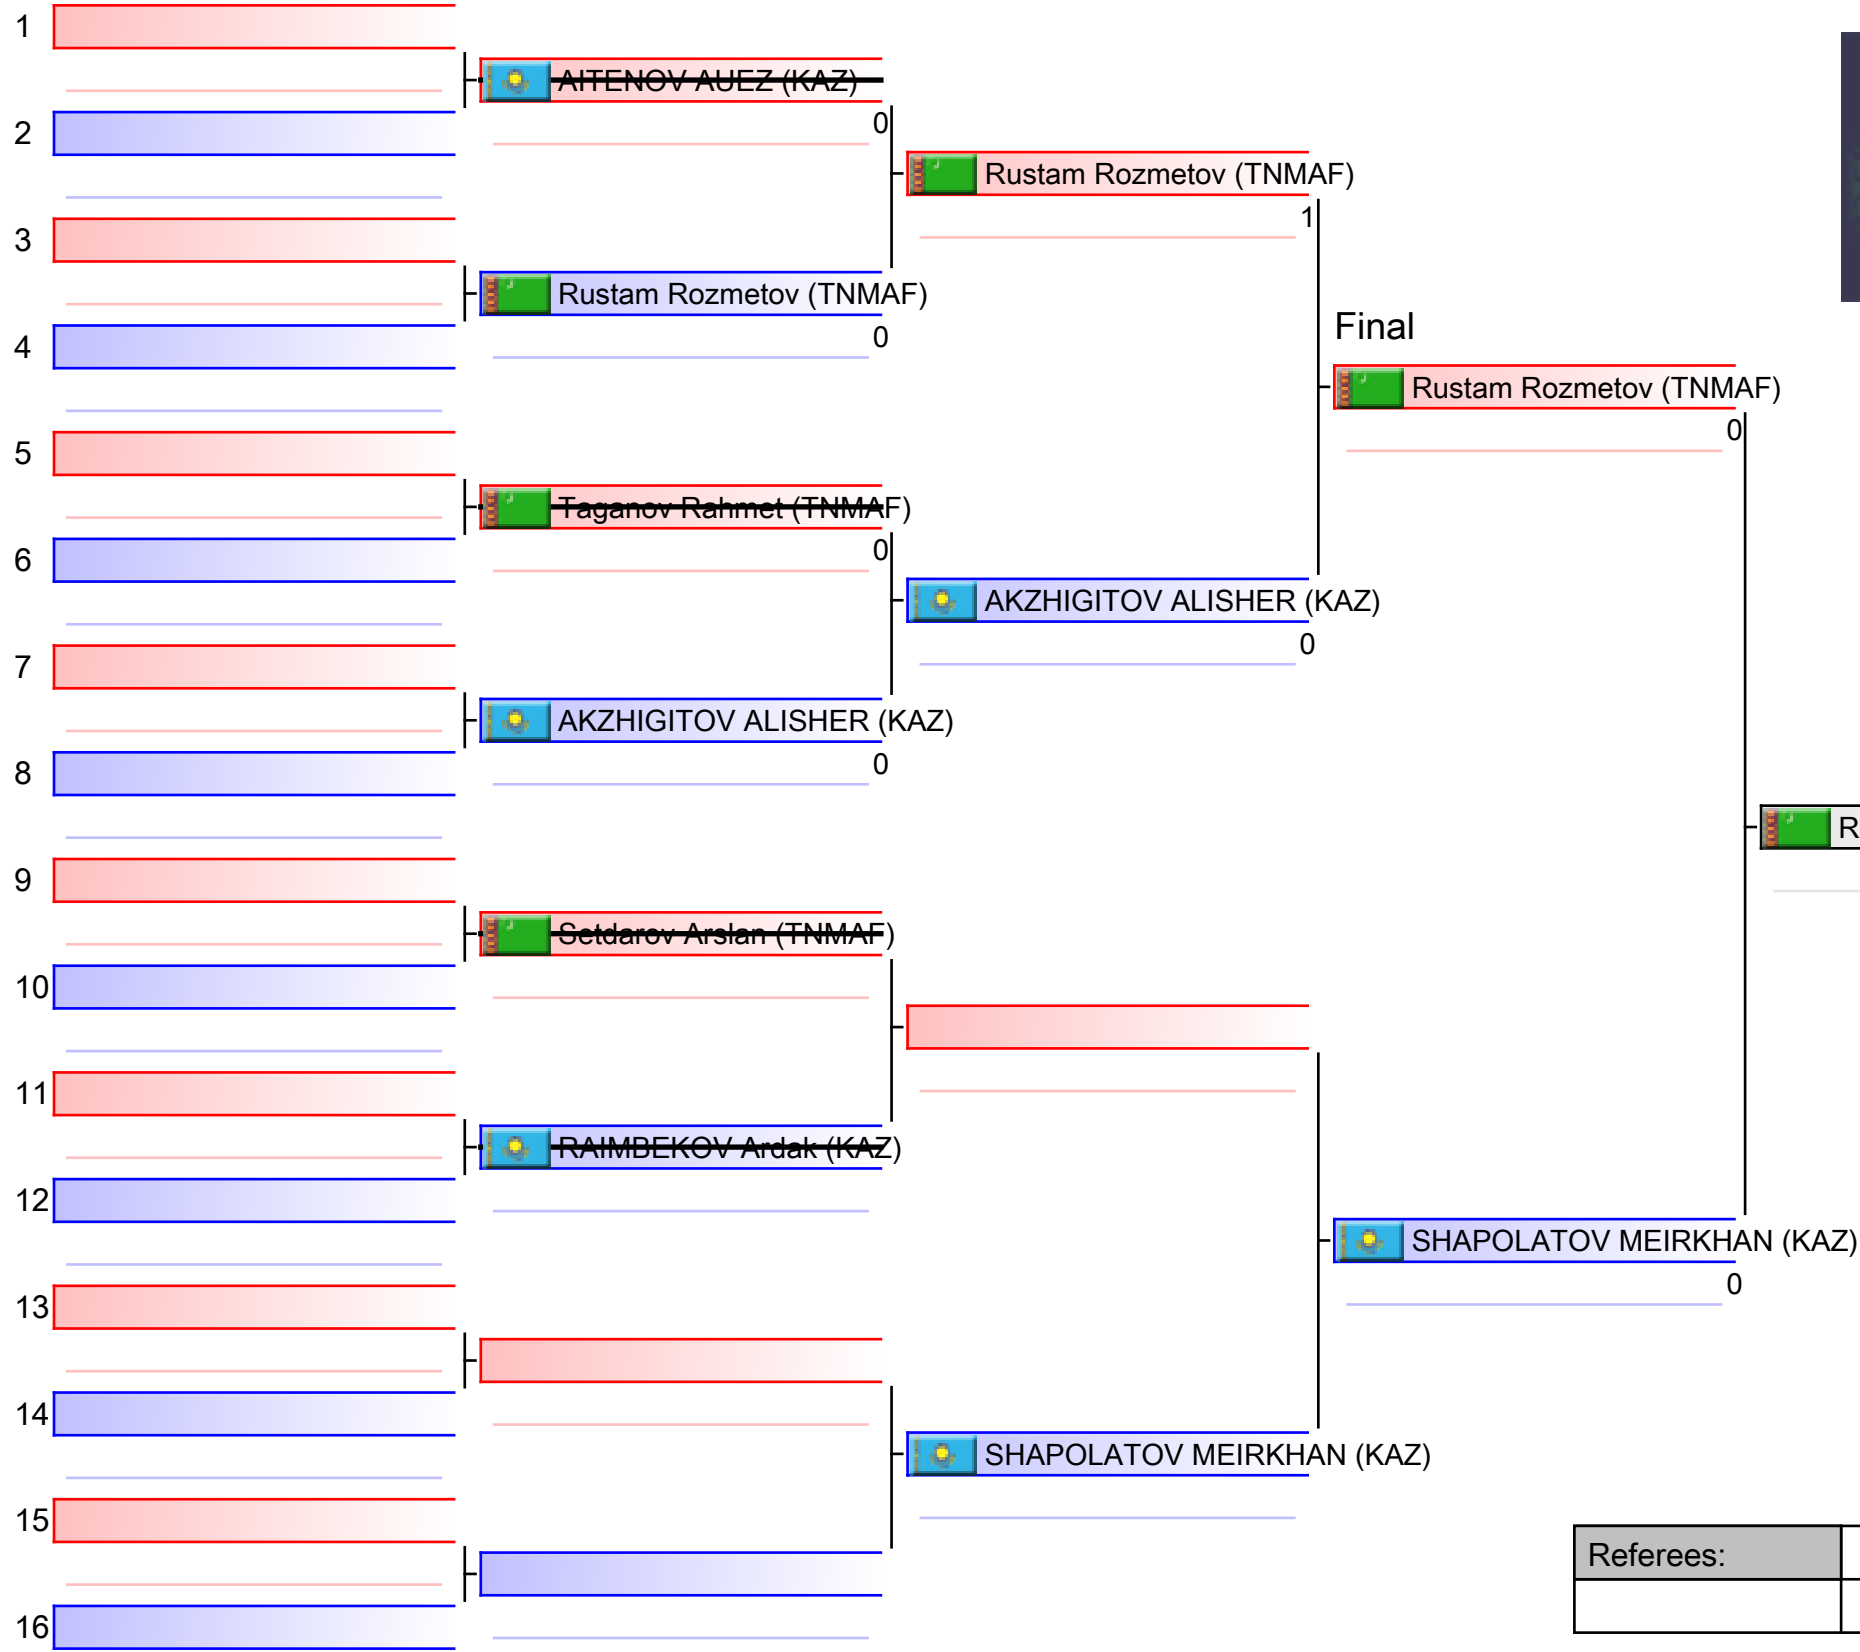 1
AITENOV AUEZ (KAZ)
2
0
Rustam Rozmetov (TNMAF)
1
3
Rustam Rozmetov (TNMAF)
Final
4
0
Rustam Rozmetov (TNMAF)
0
5
Taganov Rahmet (TNMAF)
6
0
AKZHIGITOV ALISHER (KAZ)
0
7
AKZHIGITOV ALISHER (KAZ)
8
0
R
9
Setdarov Arslan (TNMAF)
10
11
RAIMBEKOV Ardak (KAZ)
12
SHAPOLATOV MEIRKHAN (KAZ)
0
13
14
SHAPOLATOV MEIRKHAN (KAZ)
15
Referees:
16